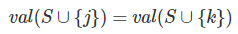 val(S ∪ {j}) = val(S ∪ {k})